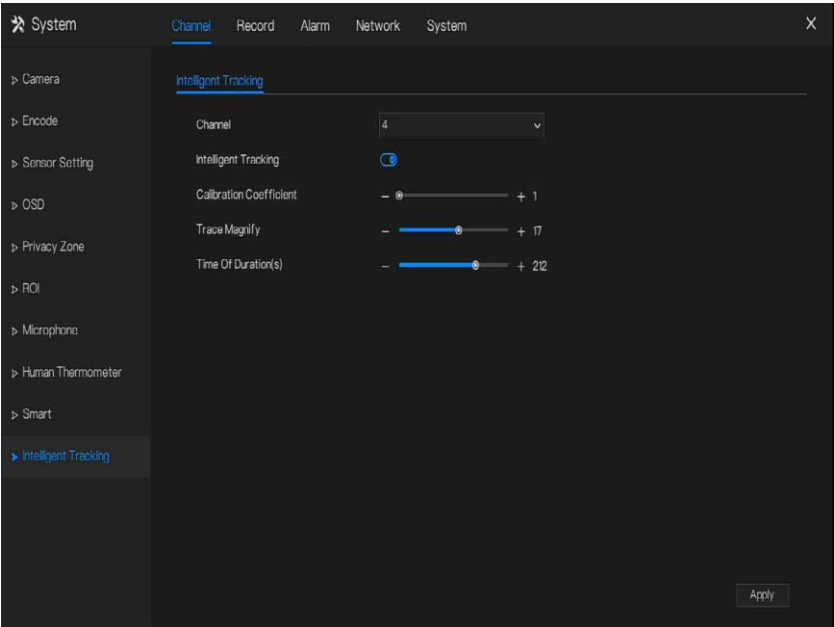 System
Channel Record Alarm Network System X
Camera
Encode
Sensor Setting
OSD
Privacy Zone
ROI
Microphone
Human Thermometer
Smart
Intelligent Tracking
Intelligent Tracking
Channel 4
Intelligent Tracking
Calibration Coefficient − + 1
Trace Magnify − + 17
Time Of Duration(s) − + 212
Apply